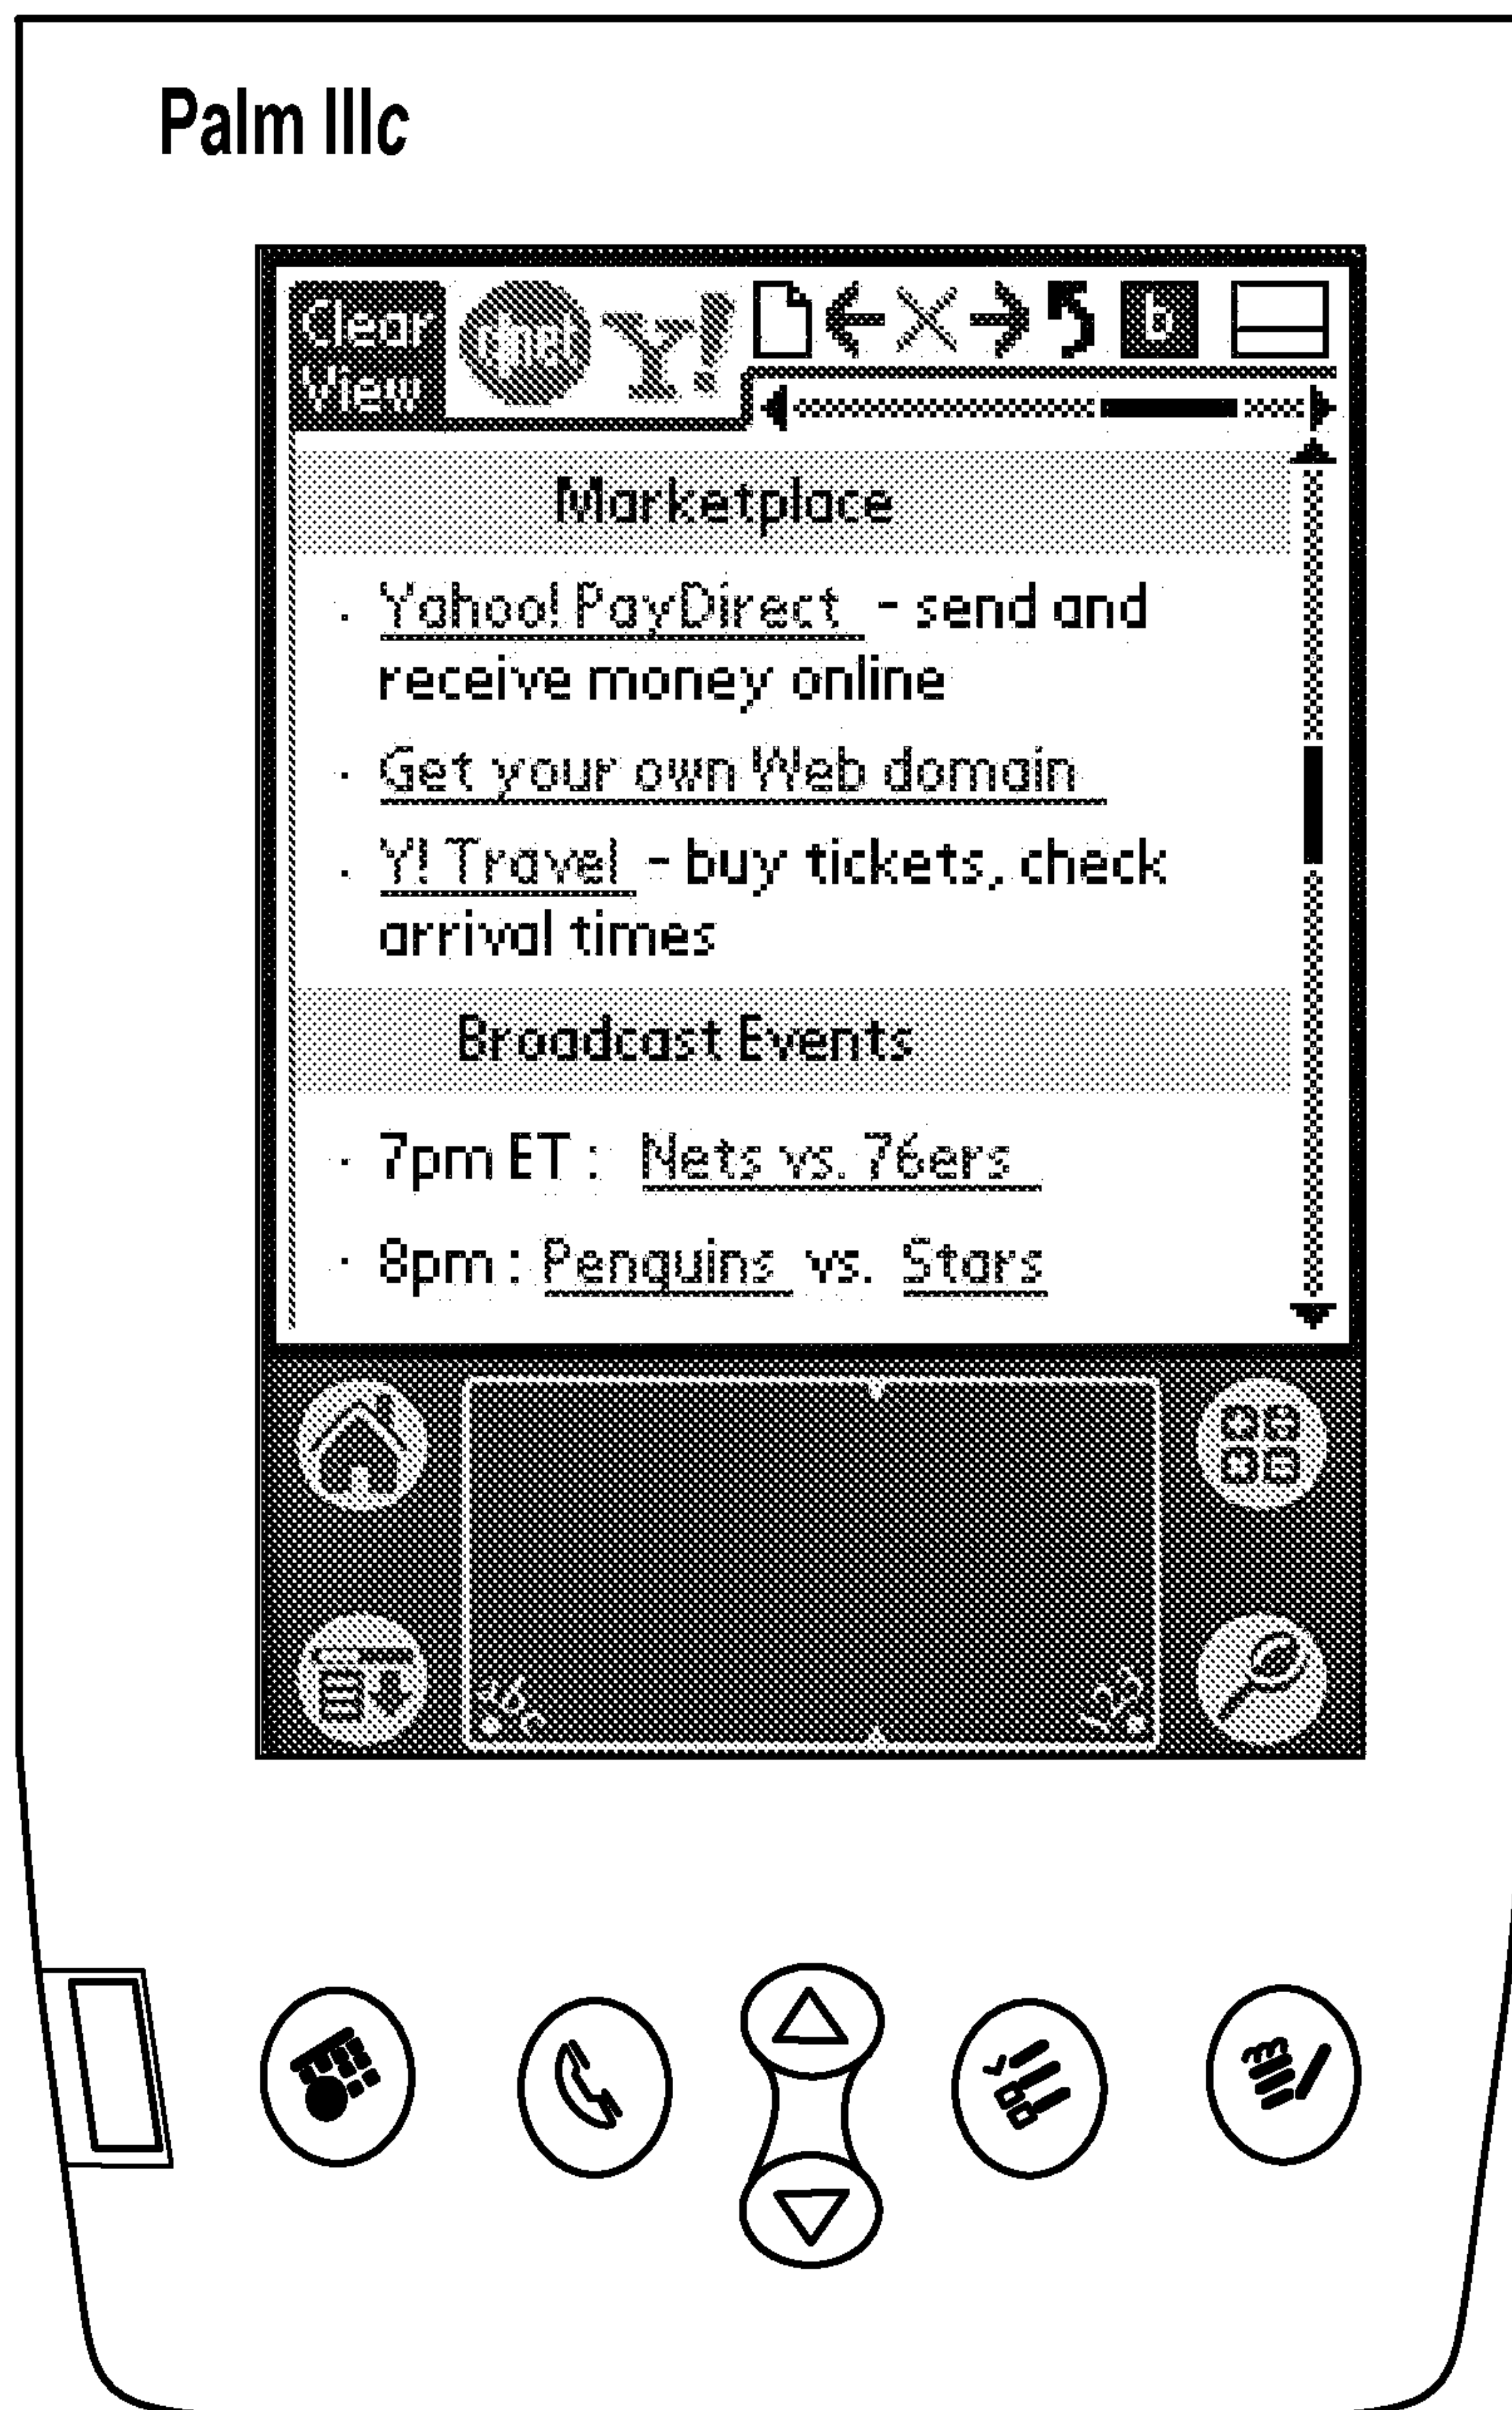 Palm IIIc
Clear
View
cnet Y! b
Marketplace
· Yahoo! PayDirect - send and
receive money online
· Get your own Web domain
· Y! Travel - buy tickets, check
arrival times
Broadcast Events
· 7pm ET : Nets vs. 76ers
· 8pm : Penguins vs. Stars